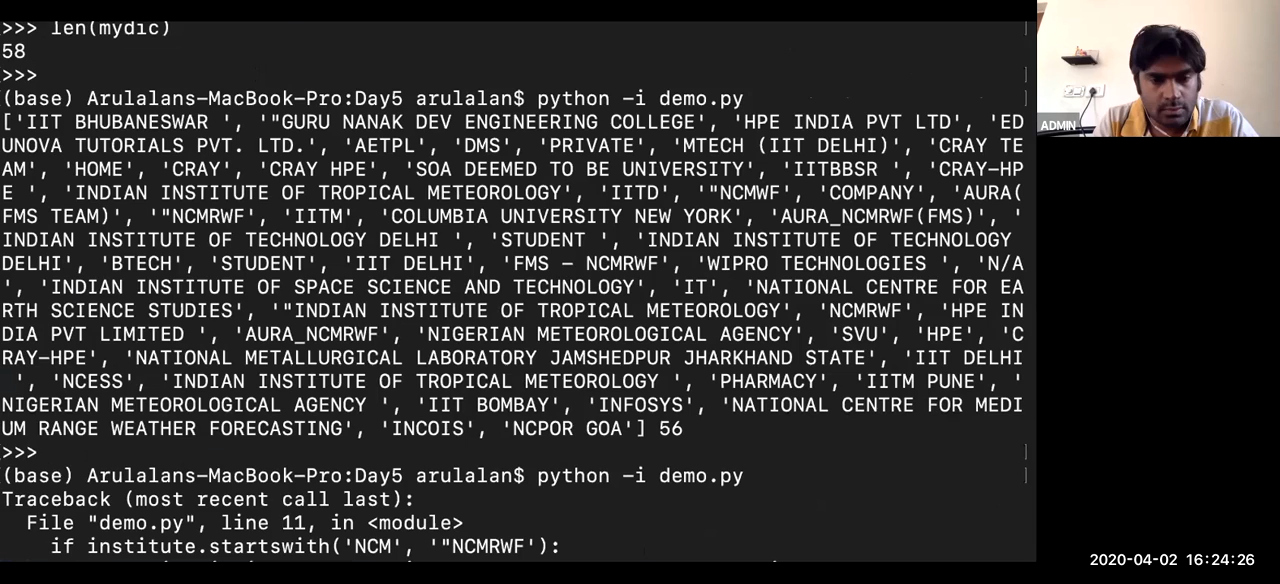 >>> len(mydic)
58
>>>
(base) Arulalans-MacBook-Pro:Day5 arulalan$ python -i demo.py
['IIT BHUBANESWAR ', '"GURU NANAK DEV ENGINEERING COLLEGE', 'HPE INDIA PVT LTD', 'ED
UNOVA TUTORIALS PVT. LTD.', 'AETPL', 'DMS', 'PRIVATE', 'MTECH (IIT DELHI)', 'CRAY TE
AM', 'HOME', 'CRAY', 'CRAY HPE', 'SOA DEEMED TO BE UNIVERSITY', 'IITBBSR ', 'CRAY-HP
E ', 'INDIAN INSTITUTE OF TROPICAL METEOROLOGY', 'IITD', '"NCMWF', 'COMPANY', 'AURA(
FMS TEAM)', '"NCMRWF', 'IITM', 'COLUMBIA UNIVERSITY NEW YORK', 'AURA_NCMRWF(FMS)', '
INDIAN INSTITUTE OF TECHNOLOGY DELHI ', 'STUDENT ', 'INDIAN INSTITUTE OF TECHNOLOGY
DELHI', 'BTECH', 'STUDENT', 'IIT DELHI', 'FMS - NCMRWF', 'WIPRO TECHNOLOGIES ', 'N/A
', 'INDIAN INSTITUTE OF SPACE SCIENCE AND TECHNOLOGY', 'IT', 'NATIONAL CENTRE FOR EA
RTH SCIENCE STUDIES', '"INDIAN INSTITUTE OF TROPICAL METEOROLOGY', 'NCMRWF', 'HPE IN
DIA PVT LIMITED ', 'AURA_NCMRWF', 'NIGERIAN METEOROLOGICAL AGENCY', 'SVU', 'HPE', 'C
RAY-HPE', 'NATIONAL METALLURGICAL LABORATORY JAMSHEDPUR JHARKHAND STATE', 'IIT DELHI
 ', 'NCESS', 'INDIAN INSTITUTE OF TROPICAL METEOROLOGY ', 'PHARMACY', 'IITM PUNE', '
NIGERIAN METEOROLOGICAL AGENCY ', 'IIT BOMBAY', 'INFOSYS', 'NATIONAL CENTRE FOR MEDI
UM RANGE WEATHER FORECASTING', 'INCOIS', 'NCPOR GOA'] 56
>>>
(base) Arulalans-MacBook-Pro:Day5 arulalan$ python -i demo.py
Traceback (most recent call last):
  File "demo.py", line 11, in <module>
    if institute.startswith('NCM', '"NCMRWF'):
ADMIN
2020-04-02 16:24:26